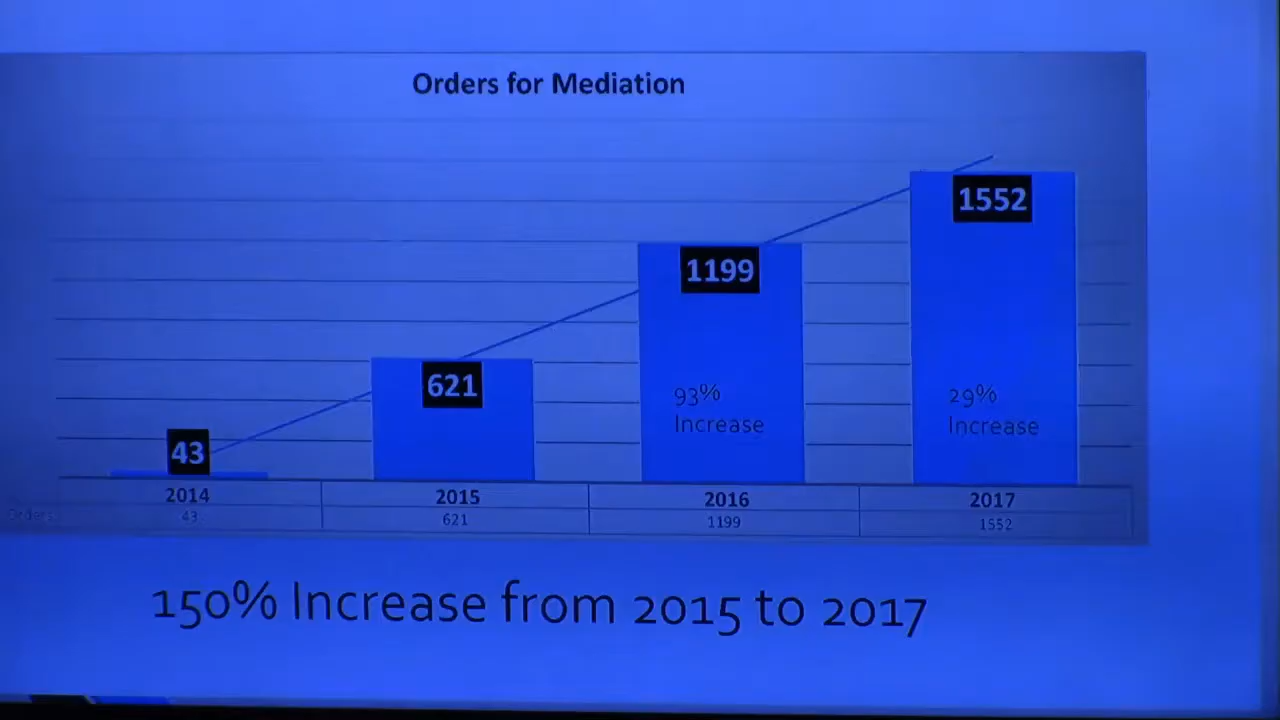 Orders for Mediation
1552
1199
621
43
93%
Increase
29%
Increase
2014 2015 2016 2017
Orders 43 621 1199 1552
150% Increase from 2015 to 2017